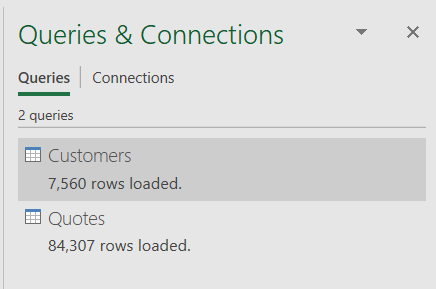 Queries & Connections
Queries | Connections
2 queries
Customers
7,560 rows loaded.
Quotes
84,307 rows loaded.